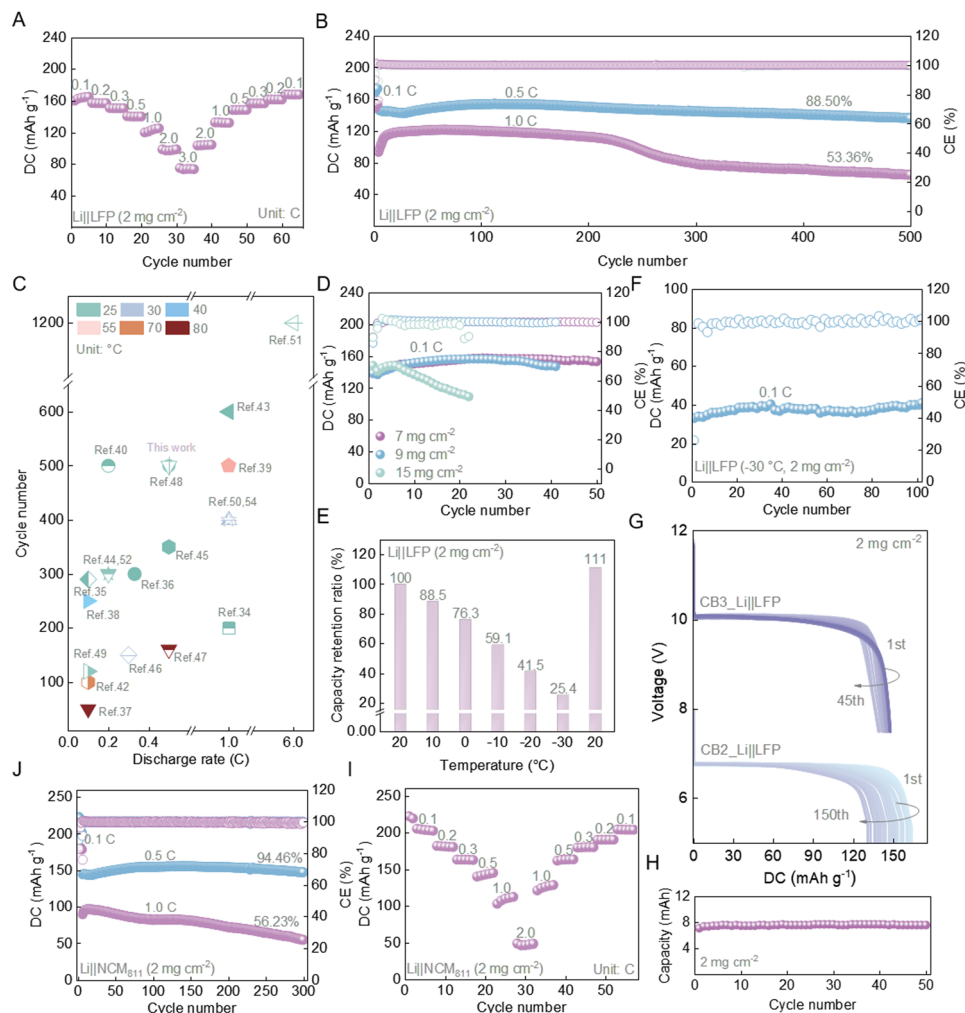 A
DC (mAh g⁻¹)
240
200
160
120
80
40
0.1
0.2
0.3
0.5
1.0
2.0
3.0
2.0
1.0
0.5
0.3
0.2
0.1
Li||LFP (2 mg cm⁻²)
Unit: C
0 10 20 30 40 50 60
Cycle number
B
DC (mAh g⁻¹)
240
200
160
120
80
40
0.1 C
0.5 C
88.50%
1.0 C
53.36%
Li||LFP (2 mg cm⁻²)
120
100
80
60
40
20
0
CE (%)
0 100 200 300 400 500
Cycle number
C
Cycle number
1200
600
500
400
300
200
100
25 30 40
55 70 80
Unit: °C
Ref.51
Ref.43
Ref.40
This work
Ref.48
Ref.39
Ref.50,54
Ref.45
Ref.44,52
Ref.36
Ref.35
Ref.38
Ref.34
Ref.49
Ref.46
Ref.47
Ref.42
Ref.37
0.0 0.4 1.0 6.0
Discharge rate (C)
D
DC (mAh g⁻¹)
240
200
160
120
80
40
0
0.1 C
7 mg cm⁻²
9 mg cm⁻²
15 mg cm⁻²
120
100
80
60
40
20
0
CE (%)
0 10 20 30 40 50
Cycle number
F
DC (mAh g⁻¹)
100
80
60
40
20
0
0.1 C
Li||LFP (-30 °C, 2 mg cm⁻²)
120
100
80
60
40
20
0
CE (%)
0 20 40 60 80 100
Cycle number
E
Capacity retention ratio (%)
120.00
100.00
80.00
60.00
40.00
20.00
0.00
Li||LFP (2 mg cm⁻²)
100
88.5
76.3
59.1
41.5
25.4
111
20 10 0 -10 -20 -30 20
Temperature (°C)
G
Voltage (V)
12
10
8
6
2 mg cm⁻²
CB3_Li||LFP
1st
45th
CB2_Li||LFP
1st
150th
0 30 60 90 120 150
DC (mAh g⁻¹)
J
DC (mAh g⁻¹)
250
200
150
100
50
0
0.1 C
0.5 C
94.46%
1.0 C
56.23%
Li||NCM₈₁₁ (2 mg cm⁻²)
120
100
80
60
40
20
0
CE (%)
0 50 100 150 200 250 300
Cycle number
I
DC (mAh g⁻¹)
250
200
150
100
50
0
0.1
0.2
0.3
0.5
1.0
2.0
1.0
0.5
0.3
0.2
0.1
Li||NCM₈₁₁ (2 mg cm⁻²)
Unit: C
0 10 20 30 40 50
Cycle number
H
Capacity (mAh)
12
8
4
2 mg cm⁻²
0 10 20 30 40 50
Cycle number